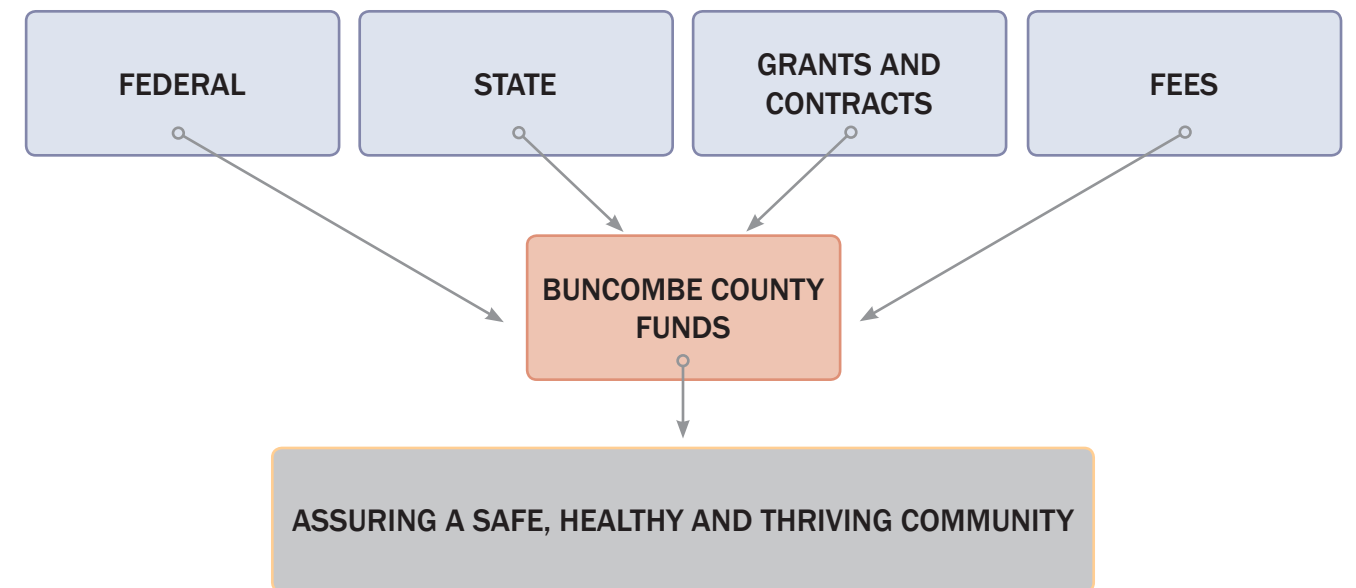 FEDERAL
STATE
GRANTS AND
CONTRACTS
FEES
BUNCOMBE COUNTY
FUNDS
ASSURING A SAFE, HEALTHY AND THRIVING COMMUNITY